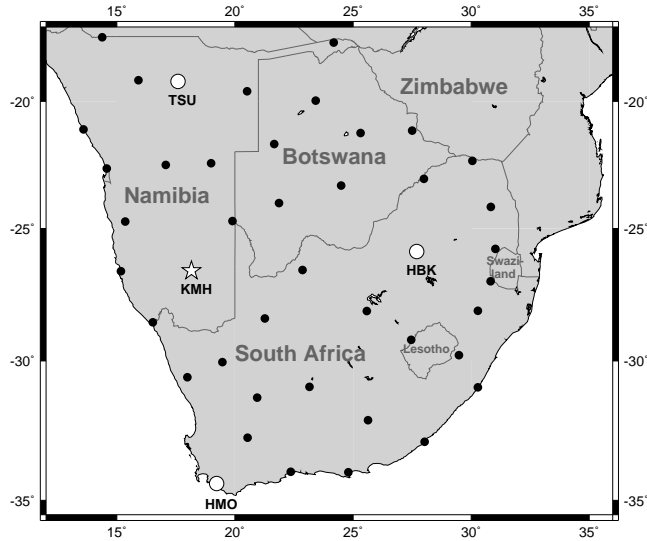 15° 20° 25° 30° 35°
Zimbabwe
-20° -20°
TSU
Botswana
Namibia
-25° -25°
HBK
Swazi-
land
KMH
South Africa
Lesotho
-30° -30°
HMO
-35° -35°
15° 20° 25° 30° 35°